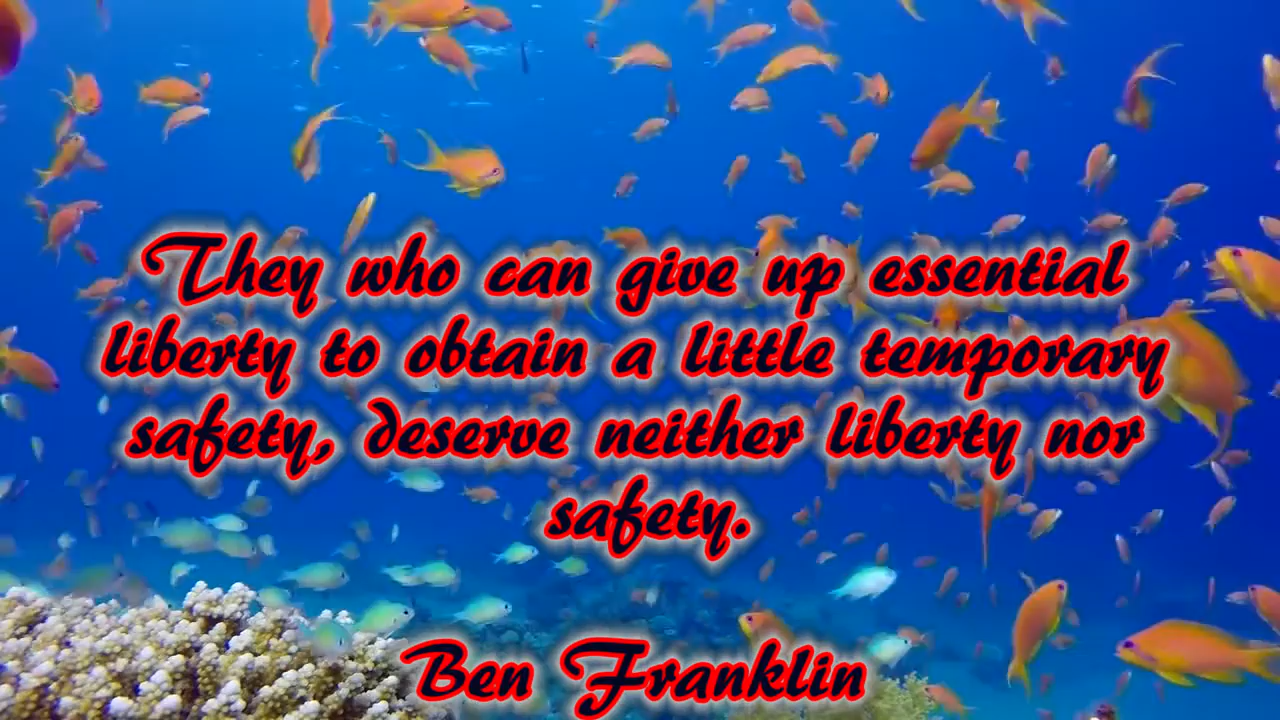 They who can give up essential
liberty to obtain a little temporary
safety, deserve neither liberty nor
safety.
Ben Franklin